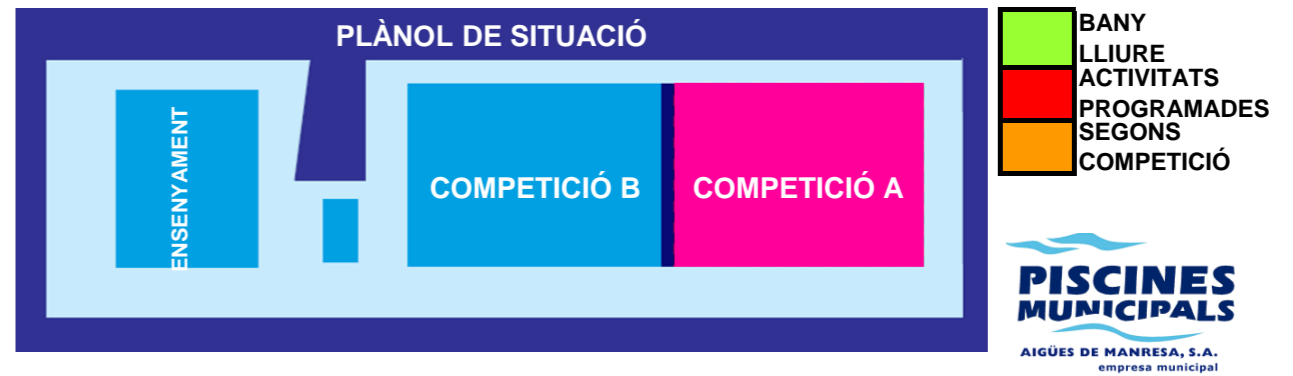 PLÀNOL DE SITUACIÓ
ENSENYAMENT
COMPETICIÓ B
COMPETICIÓ A
BANY
LLIURE
ACTIVITATS
PROGRAMADES
SEGONS
COMPETICIÓ
PISCINES
MUNICIPALS
AIGÜES DE MANRESA, S.A.
empresa municipal